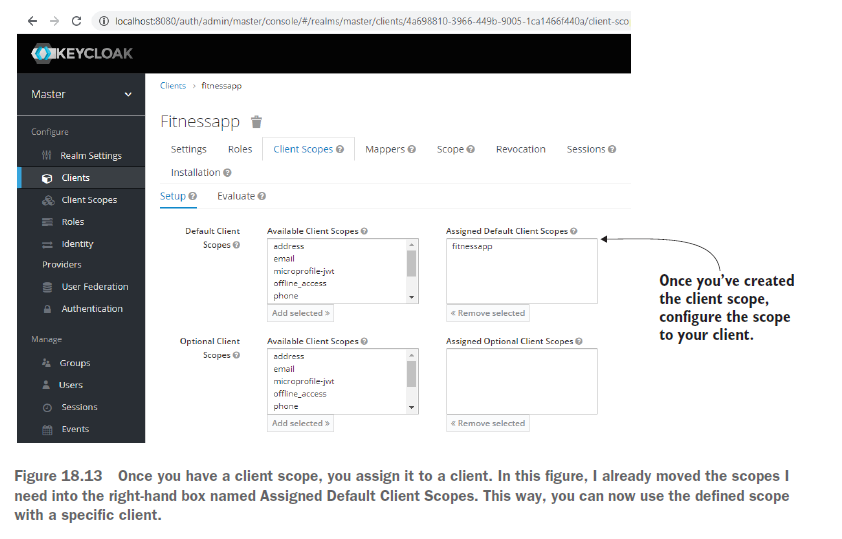 localhost:8080/auth/admin/master/console/#/realms/master/clients/4a698810-3966-449b-9005-1ca1466f440a/client-sco
KEYCLOAK
Master
Configure
Realm Settings
Clients
Client Scopes
Roles
Identity
Providers
User Federation
Authentication
Manage
Groups
Users
Sessions
Events
Clients > fitnessapp
Fitnessapp
Settings Roles Client Scopes Mappers Scope Revocation Sessions
Installation
Setup Evaluate
Default Client Available Client Scopes Assigned Default Client Scopes
Scopes
address fitnessapp
email
microprofile-jwt
offline_access
phone
Add selected » « Remove selected
Optional Client Available Client Scopes Assigned Optional Client Scopes
Scopes
address
email
microprofile-jwt
offline_access
phone
Add selected » « Remove selected
Once you've created
the client scope,
configure the scope
to your client.
Figure 18.13 Once you have a client scope, you assign it to a client. In this figure, I already moved the scopes I
need into the right-hand box named Assigned Default Client Scopes. This way, you can now use the defined scope
with a specific client.